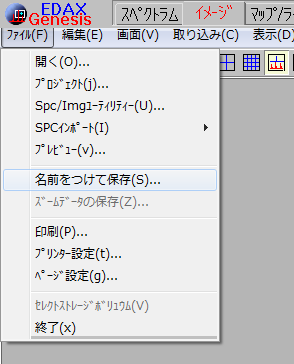 EDAX
Genesis
スペクトラム イメージ マップ/ラ
ファイル(F) 編集(E) 画面(V) 取り込み(C) 表示(D)
開く(O)...
プロジェクト(j)...
Spc/Imgユーティリティー(U)...
SPCインポート(I)
プレビュー(v)...
名前をつけて保存(S)...
ズームデータの保存(Z)...
印刷(P)...
プリンター設定(t)...
ページ設定(g)...
セレクトストレージボリュウム(V)
終了(x)